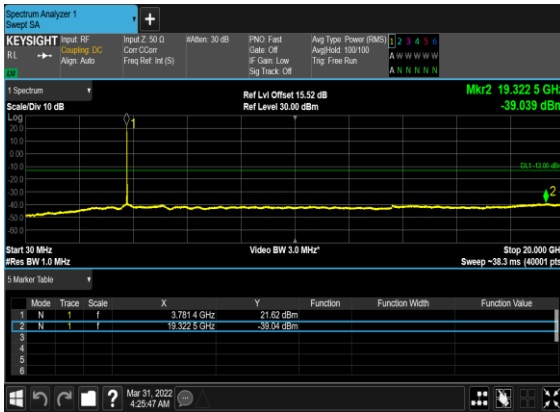 Spectrum Analyzer 1
Swept SA
+
KEYSIGHT Input: RF Input Z: 50 Ω #Atten: 30 dB PNO: Fast Avg Type: Power (RMS) 1 2 3 4 5 6
RL Coupling: DC Corr CCorr Gate: Off Avg|Hold: 100/100 A W W W W W
Align: Auto Freq Ref: Int (S) IF Gain: Low Trig: Free Run
LXI Sig Track: Off A N N N N N
1 Spectrum Ref Lvl Offset 15.52 dB Mkr2 19.322 5 GHz
Scale/Div 10 dB Ref Level 30.00 dBm -39.039 dBm
Log
20.0
10.0
0.00
-10.0
DL1 -13.00 dBm
-20.0
-30.0
-40.0
-50.0
-60.0
1
2
Start 30 MHz Video BW 3.0 MHz* Stop 20.000 GH
#Res BW 1.0 MHz Sweep ~38.3 ms (40001 pts
5 Marker Table
Mode Trace Scale X Y Function Function Width Function Value
1 N 1 f 3.781 4 GHz 21.62 dBm
2 N 1 f 19.322 5 GHz -39.04 dBm
3
4
5
6
? Mar 31, 2022
4:25:47 AM